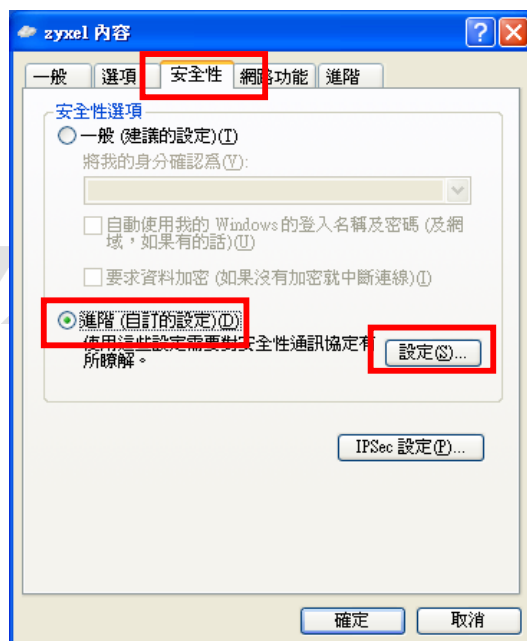 zyxel 內容
一般 選項 安全性 網路功能 進階
安全性選項
一般 (建議的設定)(T)
將我的身分確認為(V):
自動使用我的 Windows 的登入名稱及密碼 (及網
域，如果有的話)(U)
要求資料加密 (如果沒有加密就中斷連線)(I)
進階 (自訂的設定)(D)
使用這些設定需要對安全性通訊協定有
所瞭解。
設定(S)...
IPSec 設定(P)...
確定 取消